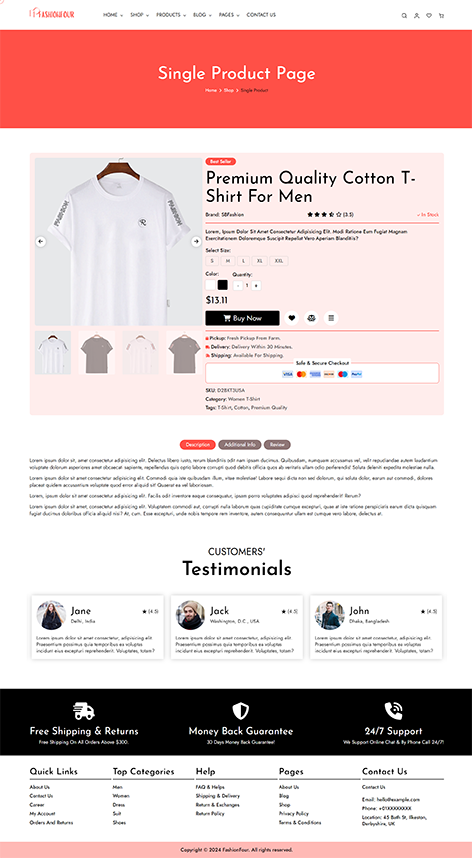 FASHIONFOUR
HOME SHOP PRODUCTS BLOG PAGES CONTACT US
Single Product Page
Home > Shop > Single Product
Best Seller
Premium Quality Cotton T-
Shirt For Men
Brand: SBFashion (3.5) In Stock
Lorem, Ipsum Dolor Sit Amet Consectetur Adipisicing Elit. Modi Ratione Eum Fugiat Magnam
Exercitationem Doloremque Suscipit Repellat Vero Aperiam Blanditiis?
Select Size:
S M L XL XXL
Color: Quantity:
- 1 +
$13.11
Buy Now
Pickup: Fresh Pickup From Farm.
Delivery: Delivery Within 30 Minutes.
Shipping: Available For Shipping.
Safe & Secure Checkout
VISA PayPal
SKU: D2BXT3USA
Category: Women T-Shirt
Tags: T-Shirt, Cotton, Premium Quality
Description Additional Info Review
Lorem ipsum dolor sit, amet consectetur adipisicing elit. Delectus libero iusto, rerum blanditiis odit nam ipsum ducimus. Quibusdam, numquam accusamus vel, velit repudiandae autem laudantium
voluptate dolorum asperiores amet obcaecati sapiente, repellendus quis optio labore corrupti quod debitis officia quos ab veritatis ullam odio perferendis! Soluta deleniti expedita molestiae nulla.
Lorem ipsum dolor sit amet consectetur adipisicing elit. Commodi quia iste quibusdam illum, vitae molestiae! Labore sequi dicta non sed dolorum, qui soluta dolor, earum aut commodi, dolores
placeat quidem accusantium voluptate quod error aliquid sit! Quaerat ea vel laboriosam.
Lorem ipsum dolor sit, amet consectetur adipisicing elit. Facilis odit inventore eaque consequatur, ipsum porro voluptates adipisci quod reprehenderit! Rerum?
Lorem ipsum dolor sit amet consectetur, adipisicing elit. Voluptatem commodi aut, corrupti nulla laborum quas cupiditate cumque excepturi, quae at iste ratione perspiciatis earum dicta quisquam
fugiat ducimus doloribus officia aliquid nisi? At, cum. Esse excepturi, unde nobis tempore rem inventore, autem consequuntur ullam est cumque vero labore, delectus at.
CUSTOMERS'
Testimonials
Jane (4.5)
Delhi, India
Lorem ipsum dolor sit amet consectetur, adipisicing elit.
Praesentium possimus temporibus ea voluptas
incidunt eius excepturi reprehenderit. Voluptates, totam?
Jack (4.5)
Washington, D.C., USA
Lorem ipsum dolor sit amet consectetur, adipisicing elit.
Praesentium possimus temporibus ea voluptas
incidunt eius excepturi reprehenderit. Voluptates, totam?
John (4.5)
Dhaka, Bangladesh
Lorem ipsum dolor sit amet consectetur, adipisicing elit.
Praesentium possimus temporibus ea voluptas
incidunt eius excepturi reprehenderit. Voluptates, totam?
Free Shipping & Returns
Free Shipping On All Orders Above $300.
Money Back Guarantee
30 Days Money Back Guarantee!
24/7 Support
We Support Online Chat & By Phone Call 24/7!
Quick Links
About Us
Contact Us
Career
My Account
Orders And Returns
Top Categories
Men
Women
Dress
Suit
Shoes
Help
FAQ & Helps
Shipping & Delivery
Return & Exchanges
Return Policy
Pages
About Us
Blog
Shop
Privacy Policy
Terms & Conditions
Contact Us
Contact Us
Email: hello@example.com
Phone: +01XXXXXXXX
Location: 45 Bath St, Ilkeston,
Derbyshire, UK
Copyright © 2024 FashionFour. All rights reserved.